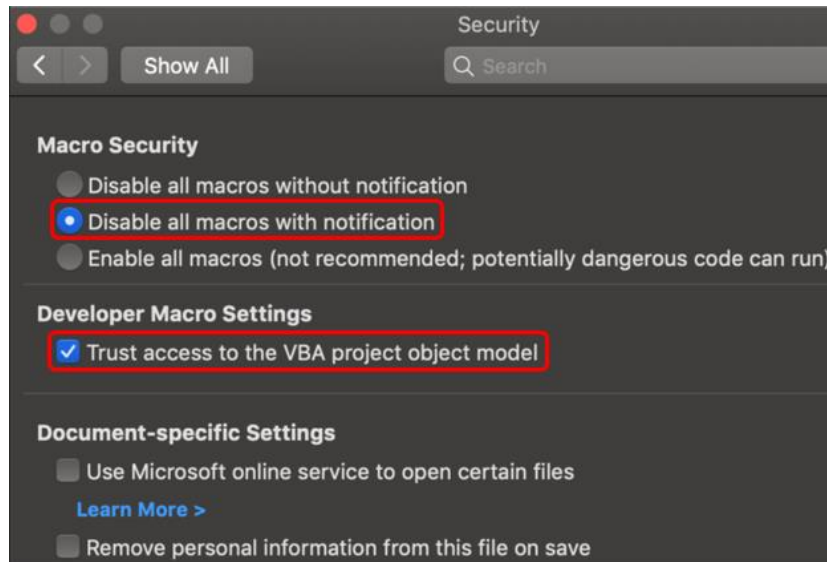 Security
Show All
Search
Macro Security
Disable all macros without notification
Disable all macros with notification
Enable all macros (not recommended; potentially dangerous code can run)
Developer Macro Settings
Trust access to the VBA project object model
Document-specific Settings
Use Microsoft online service to open certain files
Learn More >
Remove personal information from this file on save